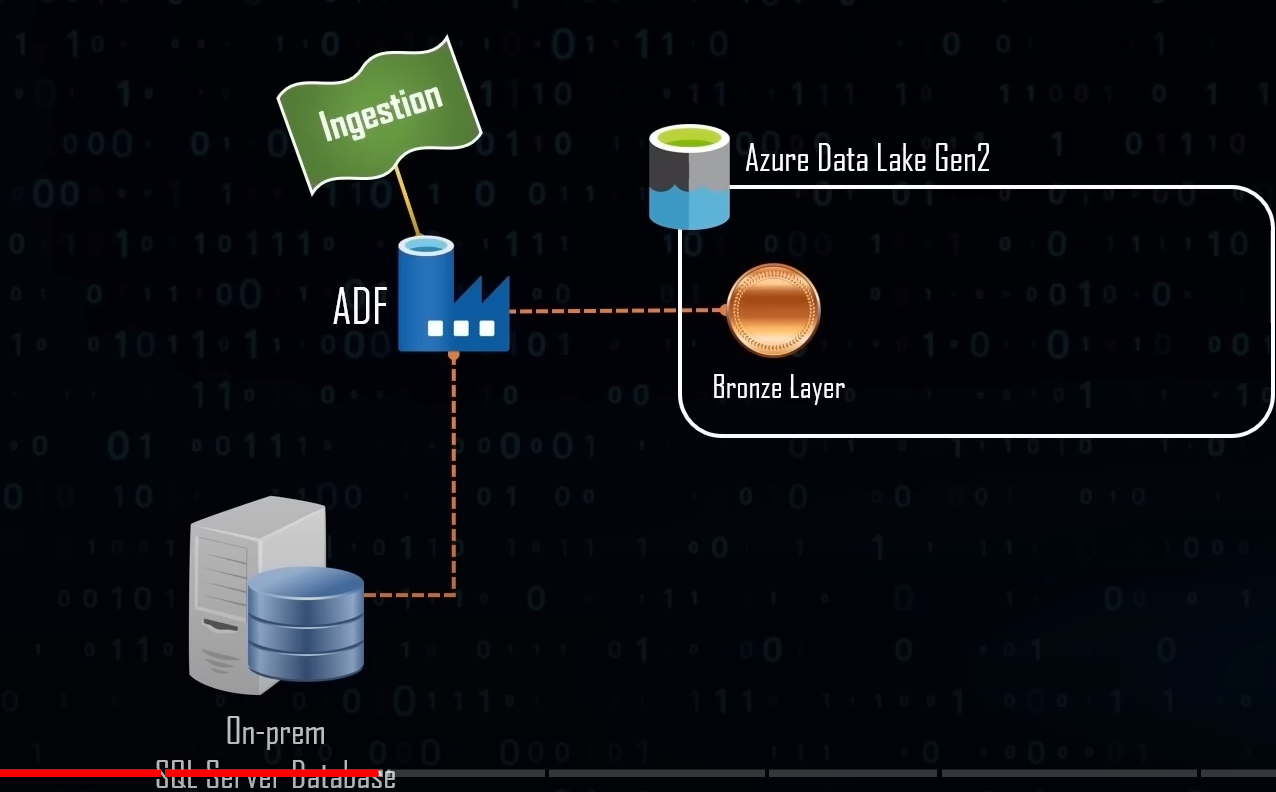 Ingestion
Azure Data Lake Gen2
ADF
Bronze Layer
On-prem
SQL Server Database